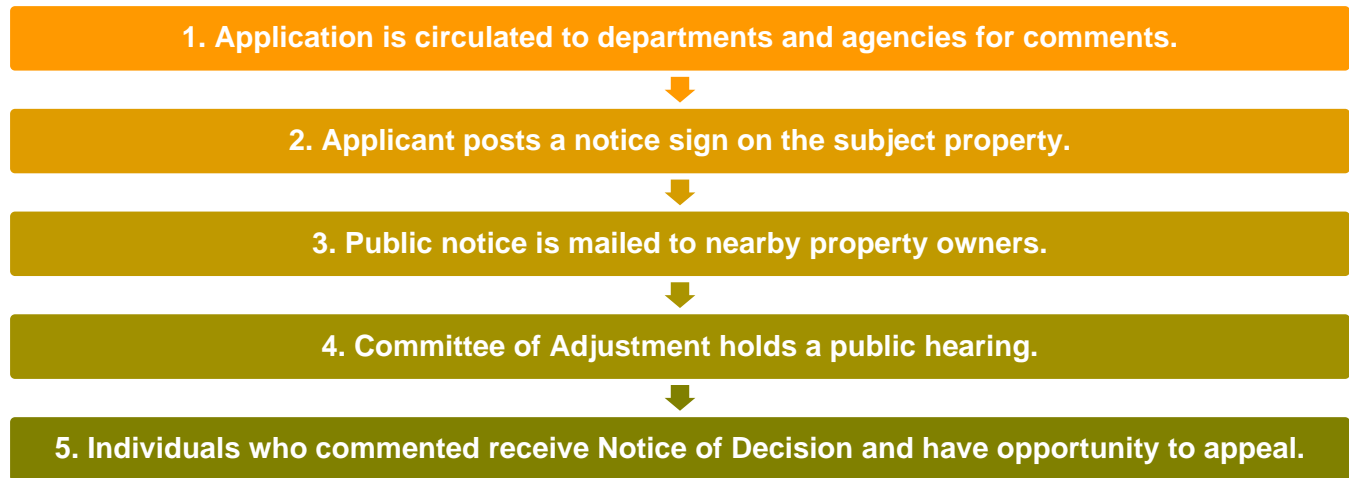 1. Application is circulated to departments and agencies for comments.
2. Applicant posts a notice sign on the subject property.
3. Public notice is mailed to nearby property owners.
4. Committee of Adjustment holds a public hearing.
5. Individuals who commented receive Notice of Decision and have opportunity to appeal.